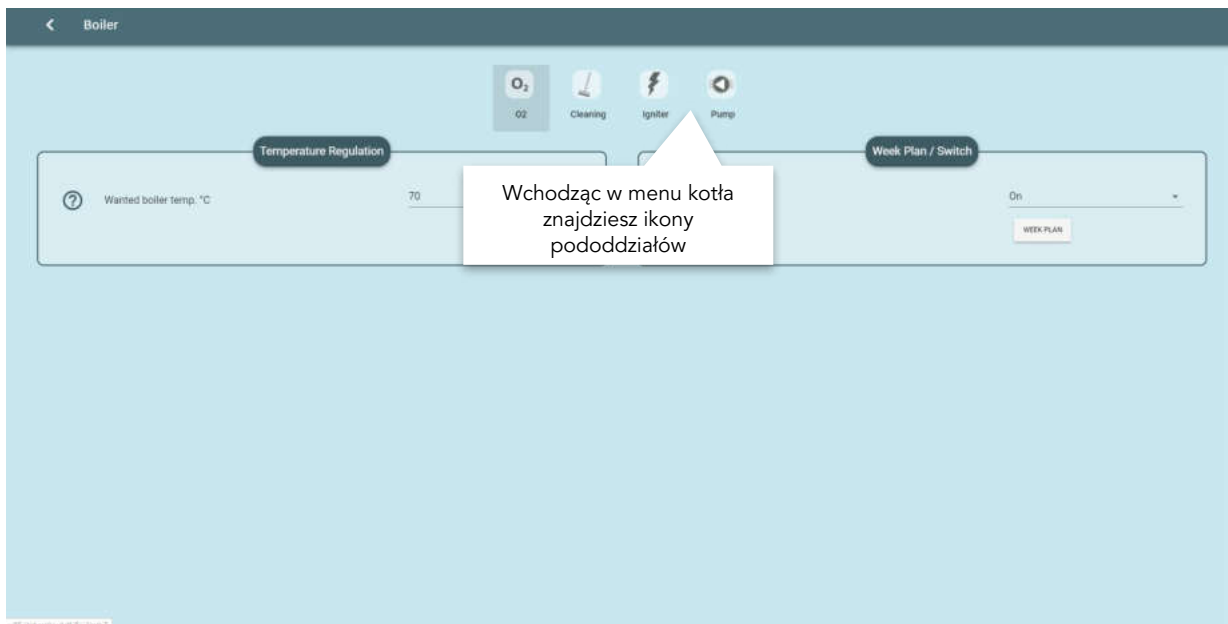 Boiler
O₂
O2
Cleaning
Igniter
Pump
Temperature Regulation
Week Plan / Switch
Wanted boiler temp. °C
70
Wchodząc w menu kotła
znajdziesz ikony
pododdziałów
On
WEEK PLAN